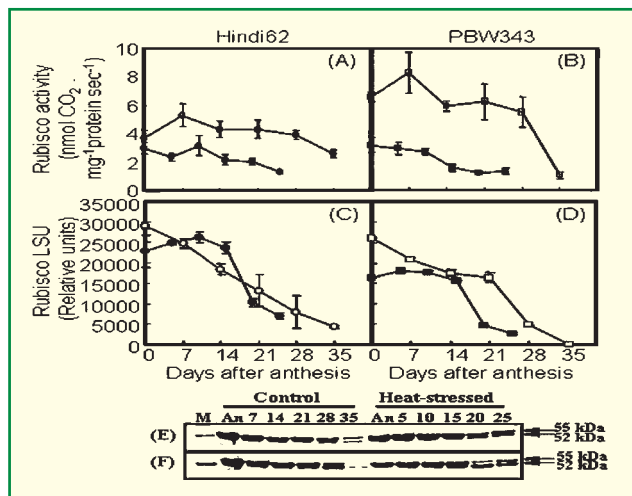 Hindi62 PBW343
Rubisco activity
(nmol CO2 .
mg-1protein sec-1)
10
8
6
4
2
0
(A) (B)
Rubisco LSU
(Relative units)
35000
30000
25000
20000
15000
10000
5000
0
(C) (D)
0 7 14 21 28 35 0 7 14 21 28 35
Days after anthesis Days after anthesis
Control Heat-stressed
M An 7 14 21 28 35 An 5 10 15 20 25
(E) 55 kDa
52 kDa
(F) 55 kDa
52 kDa